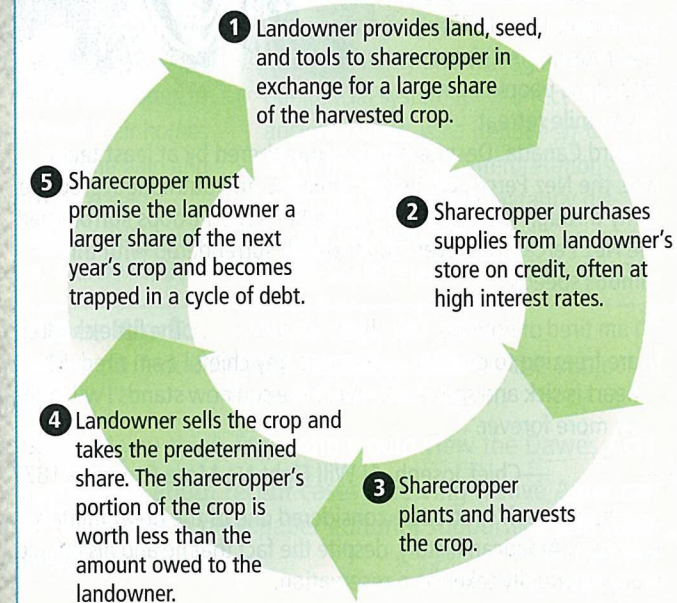 1 Landowner provides land, seed,
and tools to sharecropper in
exchange for a large share
of the harvested crop.
2 Sharecropper purchases
supplies from landowner's
store on credit, often at
high interest rates.
3 Sharecropper
plants and harvests
the crop.
4 Landowner sells the crop and
takes the predetermined
share. The sharecropper's
portion of the crop is
worth less than the
amount owed to the
landowner.
5 Sharecropper must
promise the landowner a
larger share of the next
year's crop and becomes
trapped in a cycle of debt.